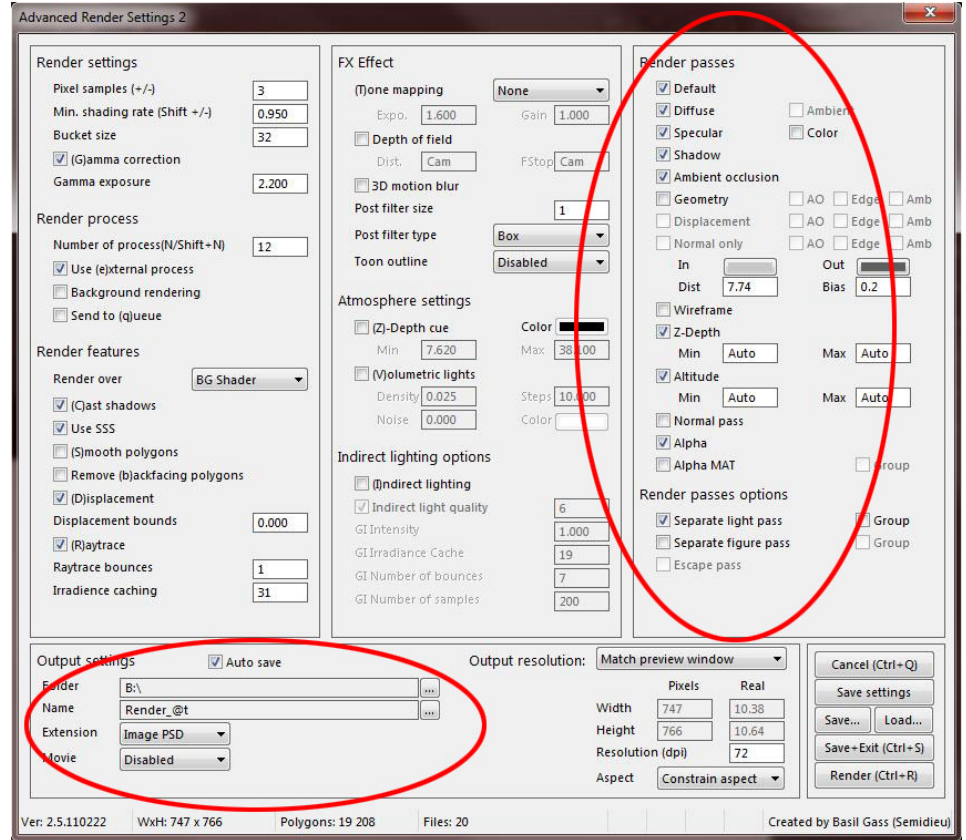 Advanced Render Settings 2
Render settings
Pixel samples (+/-) 3
Min. shading rate (Shift +/-) 0.950
Bucket size 32
(G)amma correction
Gamma exposure 2.200
Render process
Number of process(N/Shift+N) 12
Use (e)xternal process
Background rendering
Send to (q)ueue
Render features
Render over BG Shader
(C)ast shadows
Use SSS
(S)mooth polygons
Remove (b)ackfacing polygons
(D)isplacement
Displacement bounds 0.000
(R)aytrace
Raytrace bounces 1
Irradience caching 31
FX Effect
(T)one mapping None
Expo. 1.600 Gain 1.000
Depth of field
Dist. Cam FStop Cam
3D motion blur
Post filter size 1
Post filter type Box
Toon outline Disabled
Atmosphere settings
(Z)-Depth cue Color
Min 7.620 Max 38.100
(V)olumetric lights
Density 0.025 Steps 10.000
Noise 0.000 Color
Indirect lighting options
(I)ndirect lighting
Indirect light quality 6
GI Intensity 1.000
GI Irradiance Cache 19
GI Number of bounces 7
GI Number of samples 200
Render passes
Default
Diffuse Ambient
Specular Color
Shadow
Ambient occlusion
Geometry AO Edge Amb
Displacement AO Edge Amb
Normal only AO Edge Amb
In Out
Dist 7.74 Bias 0.2
Wireframe
Z-Depth
Min Auto Max Auto
Altitude
Min Auto Max Auto
Normal pass
Alpha
Alpha MAT Group
Render passes options
Separate light pass Group
Separate figure pass Group
Escape pass
Output settings Auto save
Folder B:\ ...
Name Render_@t ...
Extension Image PSD
Movie Disabled
Output resolution: Match preview window
Pixels Real
Width 747 10.38
Height 766 10.64
Resolution (dpi) 72
Aspect Constrain aspect
Cancel (Ctrl+Q)
Save settings
Save... Load...
Save+Exit (Ctrl+S)
Render (Ctrl+R)
Ver: 2.5.110222 WxH: 747 x 766 Polygons: 19 208 Files: 20 Created by Basil Gass (Semidieu)